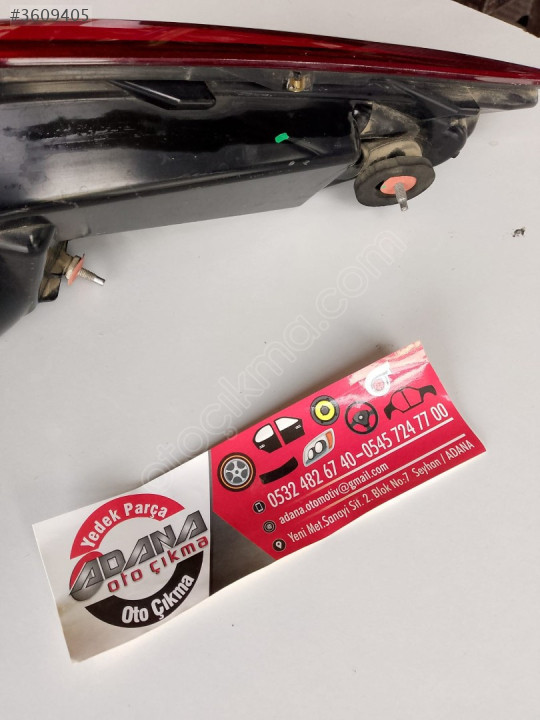 #3609405
otocikma.com
Yedek Parça
ADANA
oto çıkma
Oto Çıkma
0532 482 67 40-0545 724 77 00
adana.otomotiv@gmail.com
Yeni Met.Sanayi Sit. 2. Blok No:7 Seyhan / ADANA